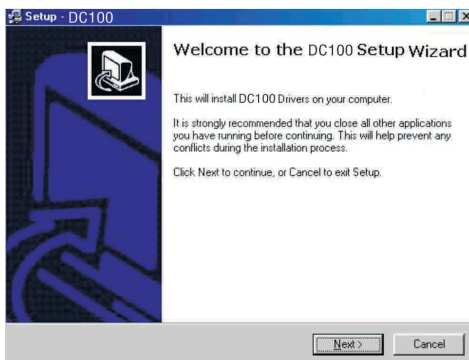 Setup - DC100
Welcome to the DC100 Setup Wizard
This will install DC100 Drivers on your computer.
It is strongly recommended that you close all other applications
you have running before continuing. This will help prevent any
conflicts during the installation process.
Click Next to continue, or Cancel to exit Setup.
Next > Cancel